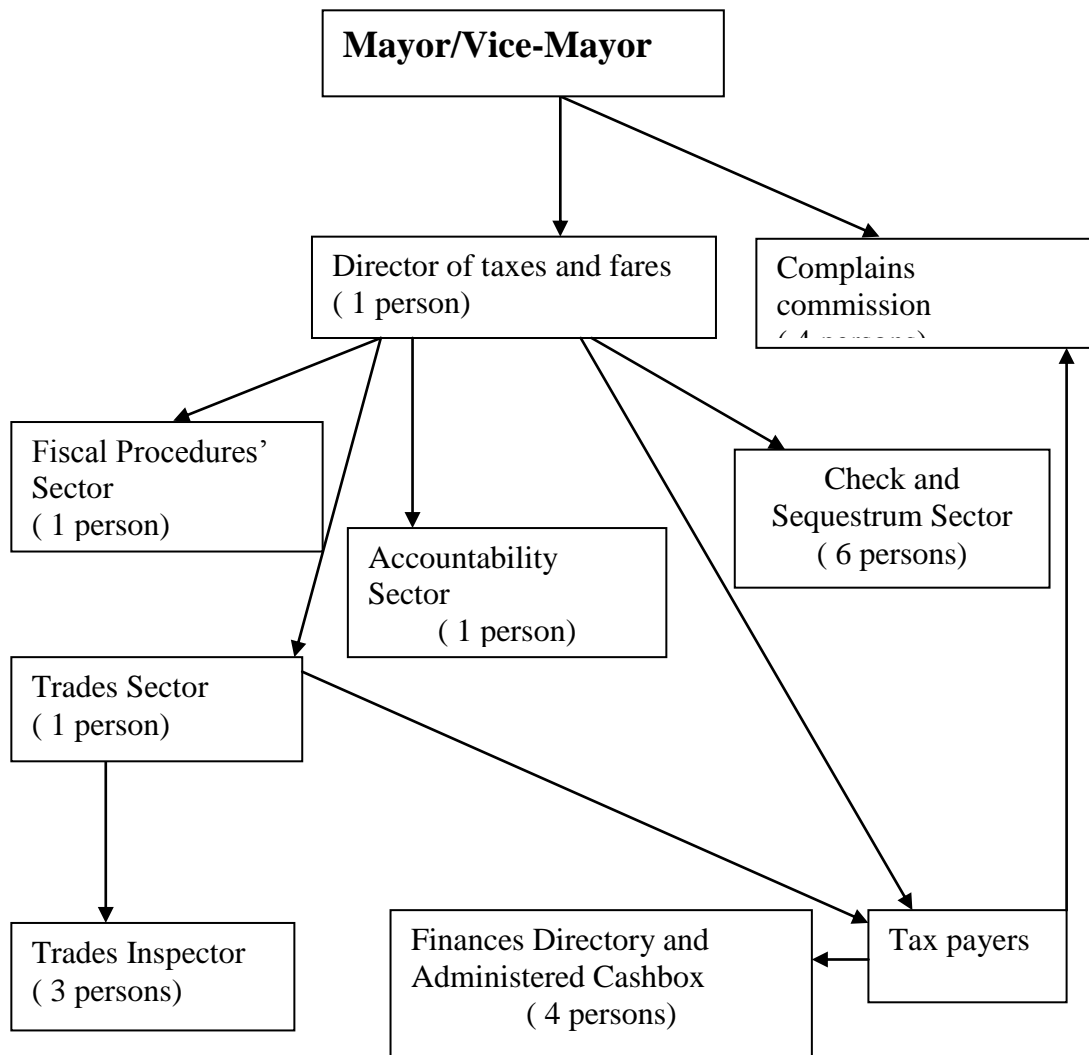 Mayor/Vice-Mayor
Director of taxes and fares
( 1 person)
Complains
commission
( 4 persons)
Fiscal Procedures’
Sector
( 1 person)
Check and
Sequestrum Sector
( 6 persons)
Accountability
Sector
( 1 person)
Trades Sector
( 1 person)
Trades Inspector
( 3 persons)
Finances Directory and
Administered Cashbox
( 4 persons)
Tax payers